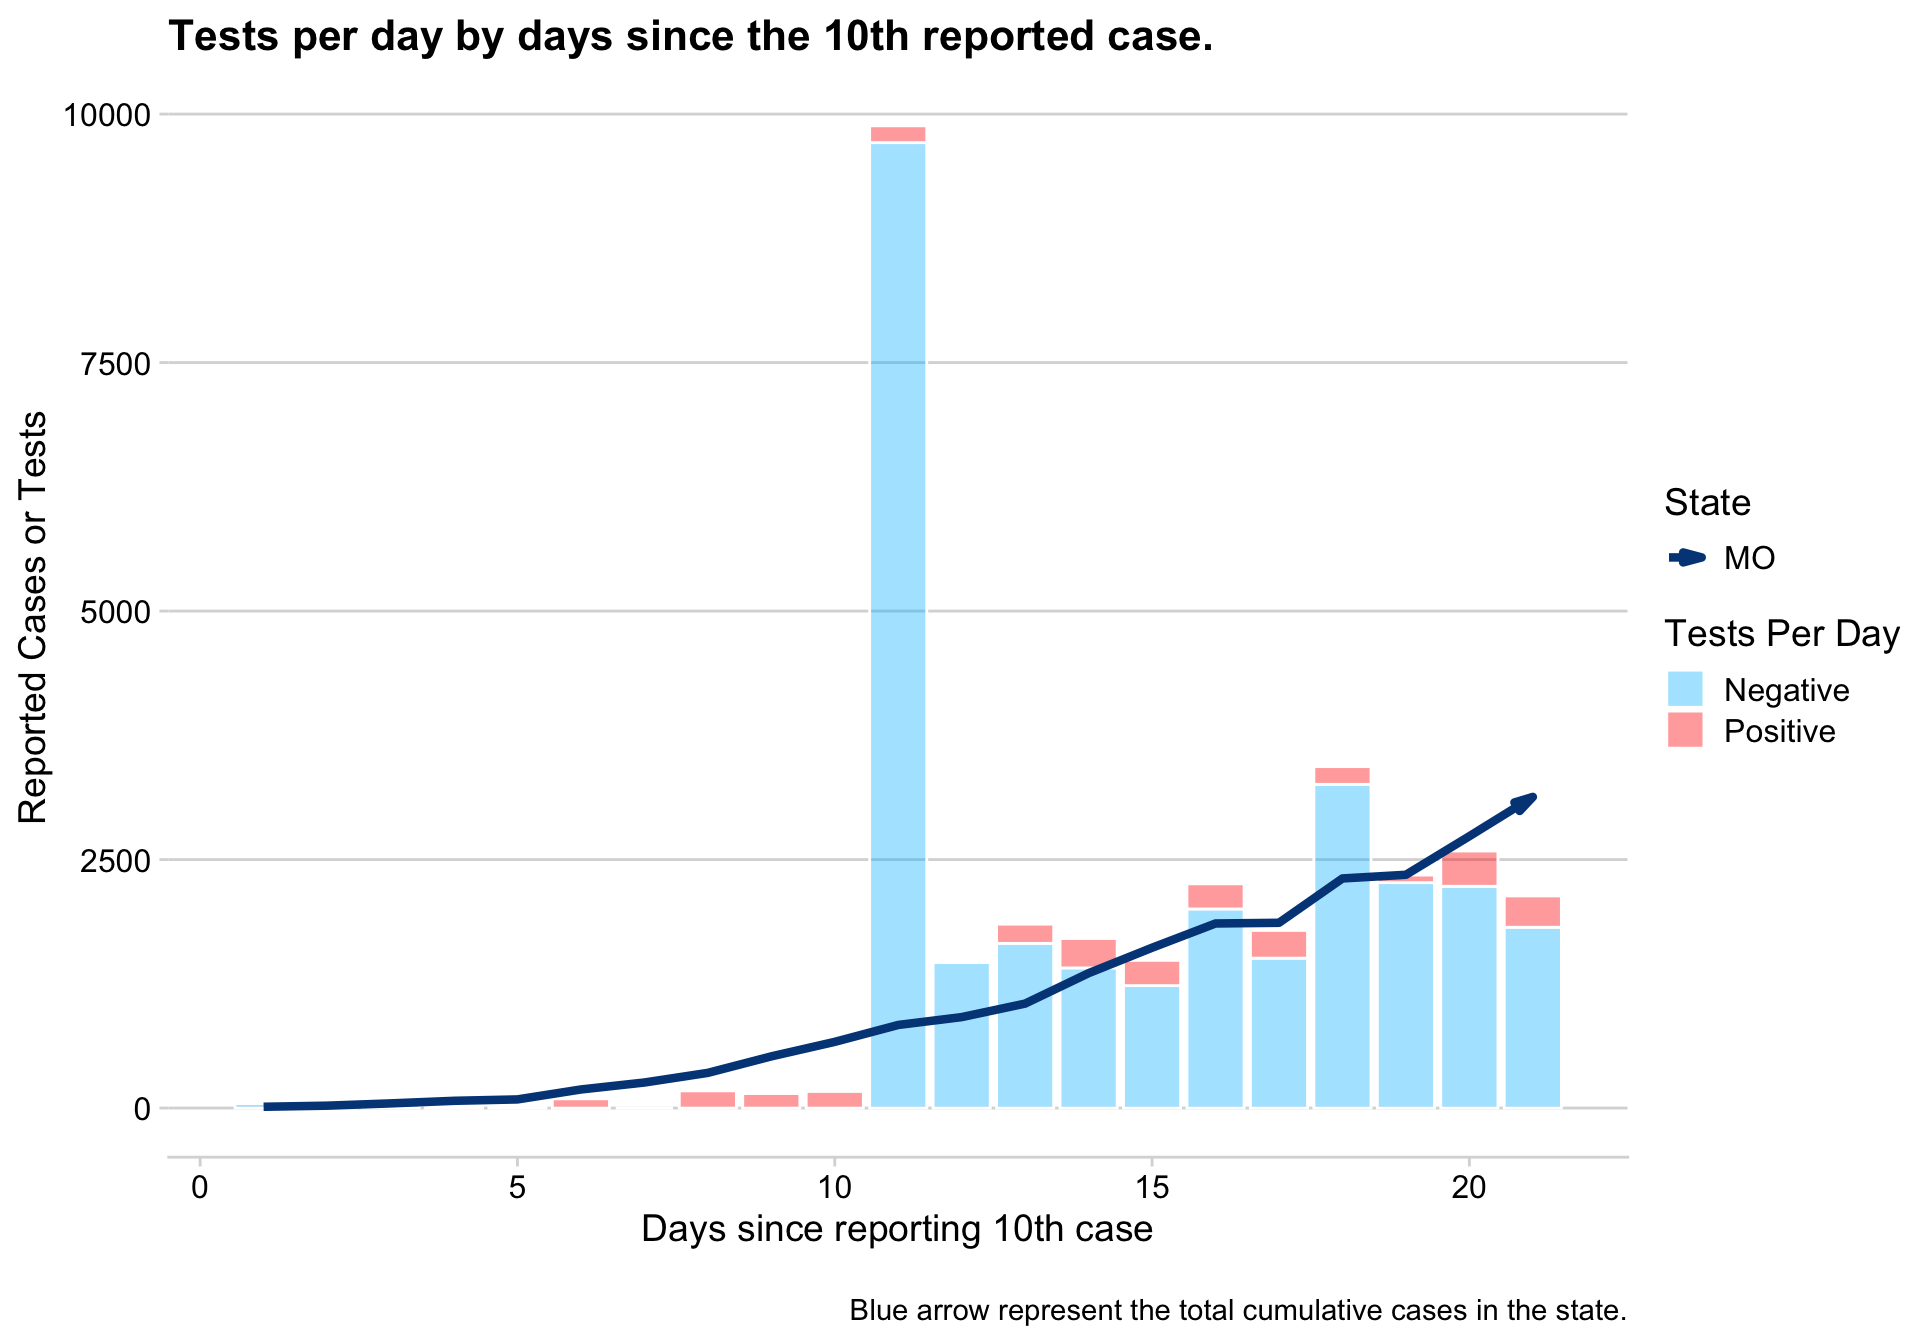 Tests per day by days since the 10th reported case.
10000
7500
5000
2500
0
Reported Cases or Tests
0 5 10 15 20
Days since reporting 10th case
State
MO
Tests Per Day
Negative
Positive
Blue arrow represent the total cumulative cases in the state.